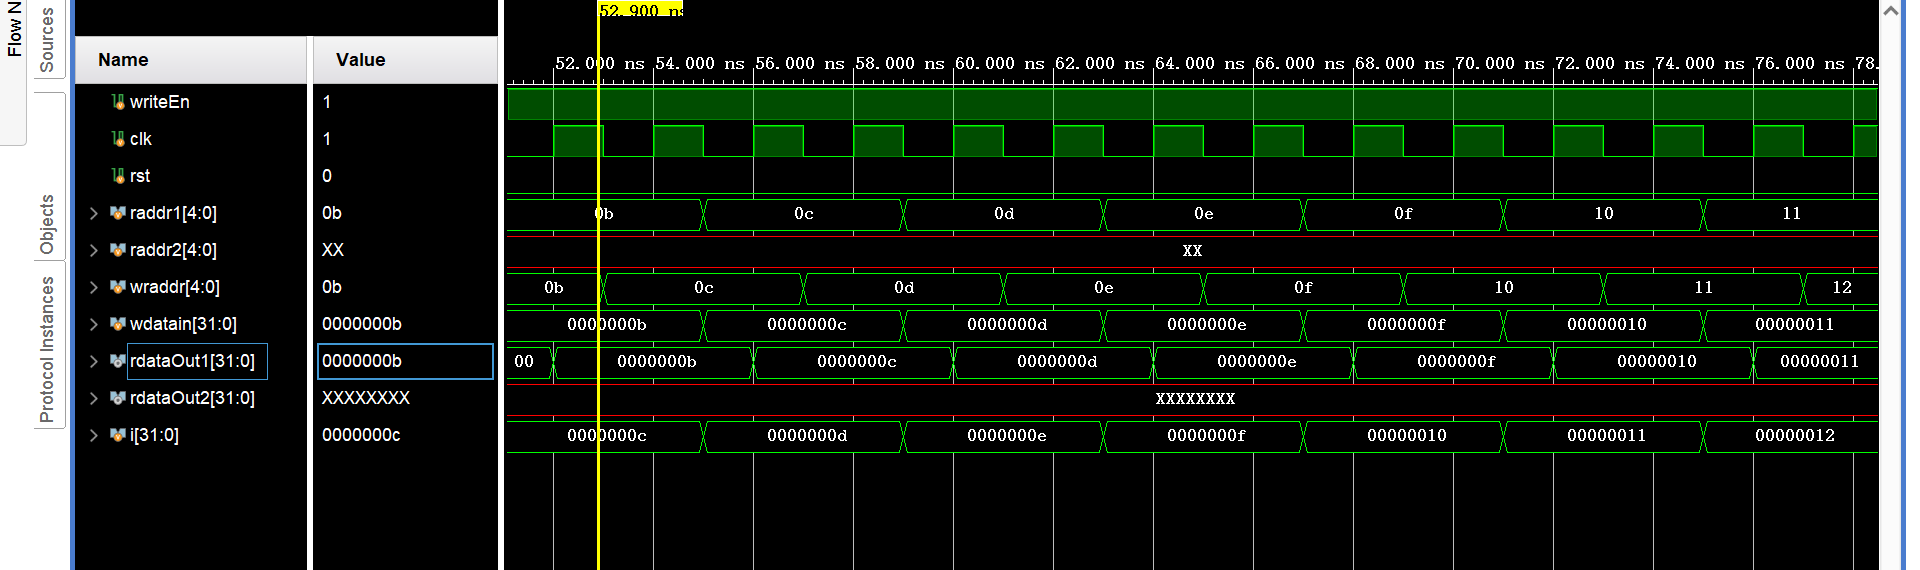 Flow N
Sources
Objects
Protocol Instances
52.900 ns
Name Value
52.000 ns 54.000 ns 56.000 ns 58.000 ns 60.000 ns 62.000 ns 64.000 ns 66.000 ns 68.000 ns 70.000 ns 72.000 ns 74.000 ns 76.000 ns 78.
writeEn 1
clk 1
rst 0
raddr1[4:0] 0b 0b 0c 0d 0e 0f 10 11
raddr2[4:0] XX XX
wraddr[4:0] 0b 0b 0c 0d 0e 0f 10 11 12
wdatain[31:0] 0000000b 0000000b 0000000c 0000000d 0000000e 0000000f 00000010 00000011
rdataOut1[31:0] 0000000b 00 0000000b 0000000c 0000000d 0000000e 0000000f 00000010 00000011
rdataOut2[31:0] XXXXXXXX XXXXXXXX
i[31:0] 0000000c 0000000c 0000000d 0000000e 0000000f 00000010 00000011 00000012